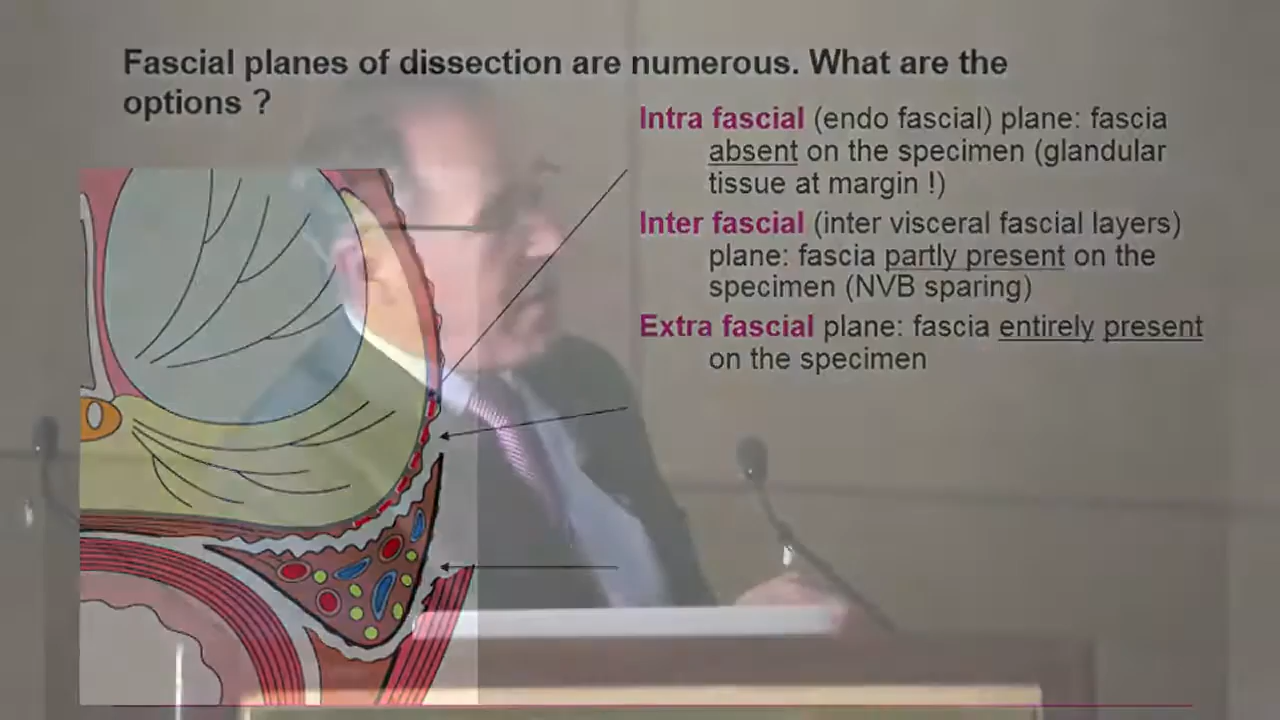 Fascial planes of dissection are numerous. What are the
options ?
Intra fascial (endo fascial) plane: fascia
absent on the specimen (glandular
tissue at margin !)
Inter fascial (inter visceral fascial layers)
plane: fascia partly present on the
specimen (NVB sparing)
Extra fascial plane: fascia entirely present
on the specimen